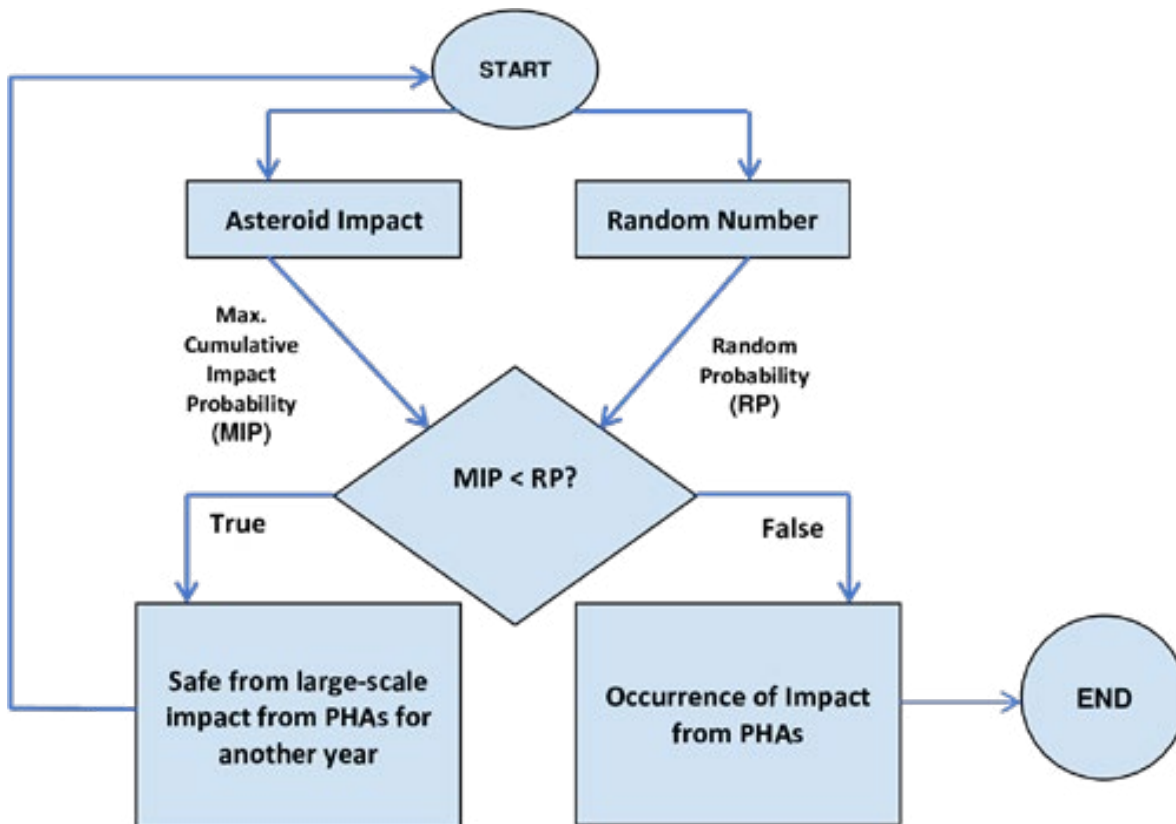 START
Asteroid Impact
Random Number
Max.
Cumulative
Impact
Probability
(MIP)
Random
Probability
(RP)
MIP < RP?
True
False
Safe from large-scale
impact from PHAs for
another year
Occurrence of Impact
from PHAs
END